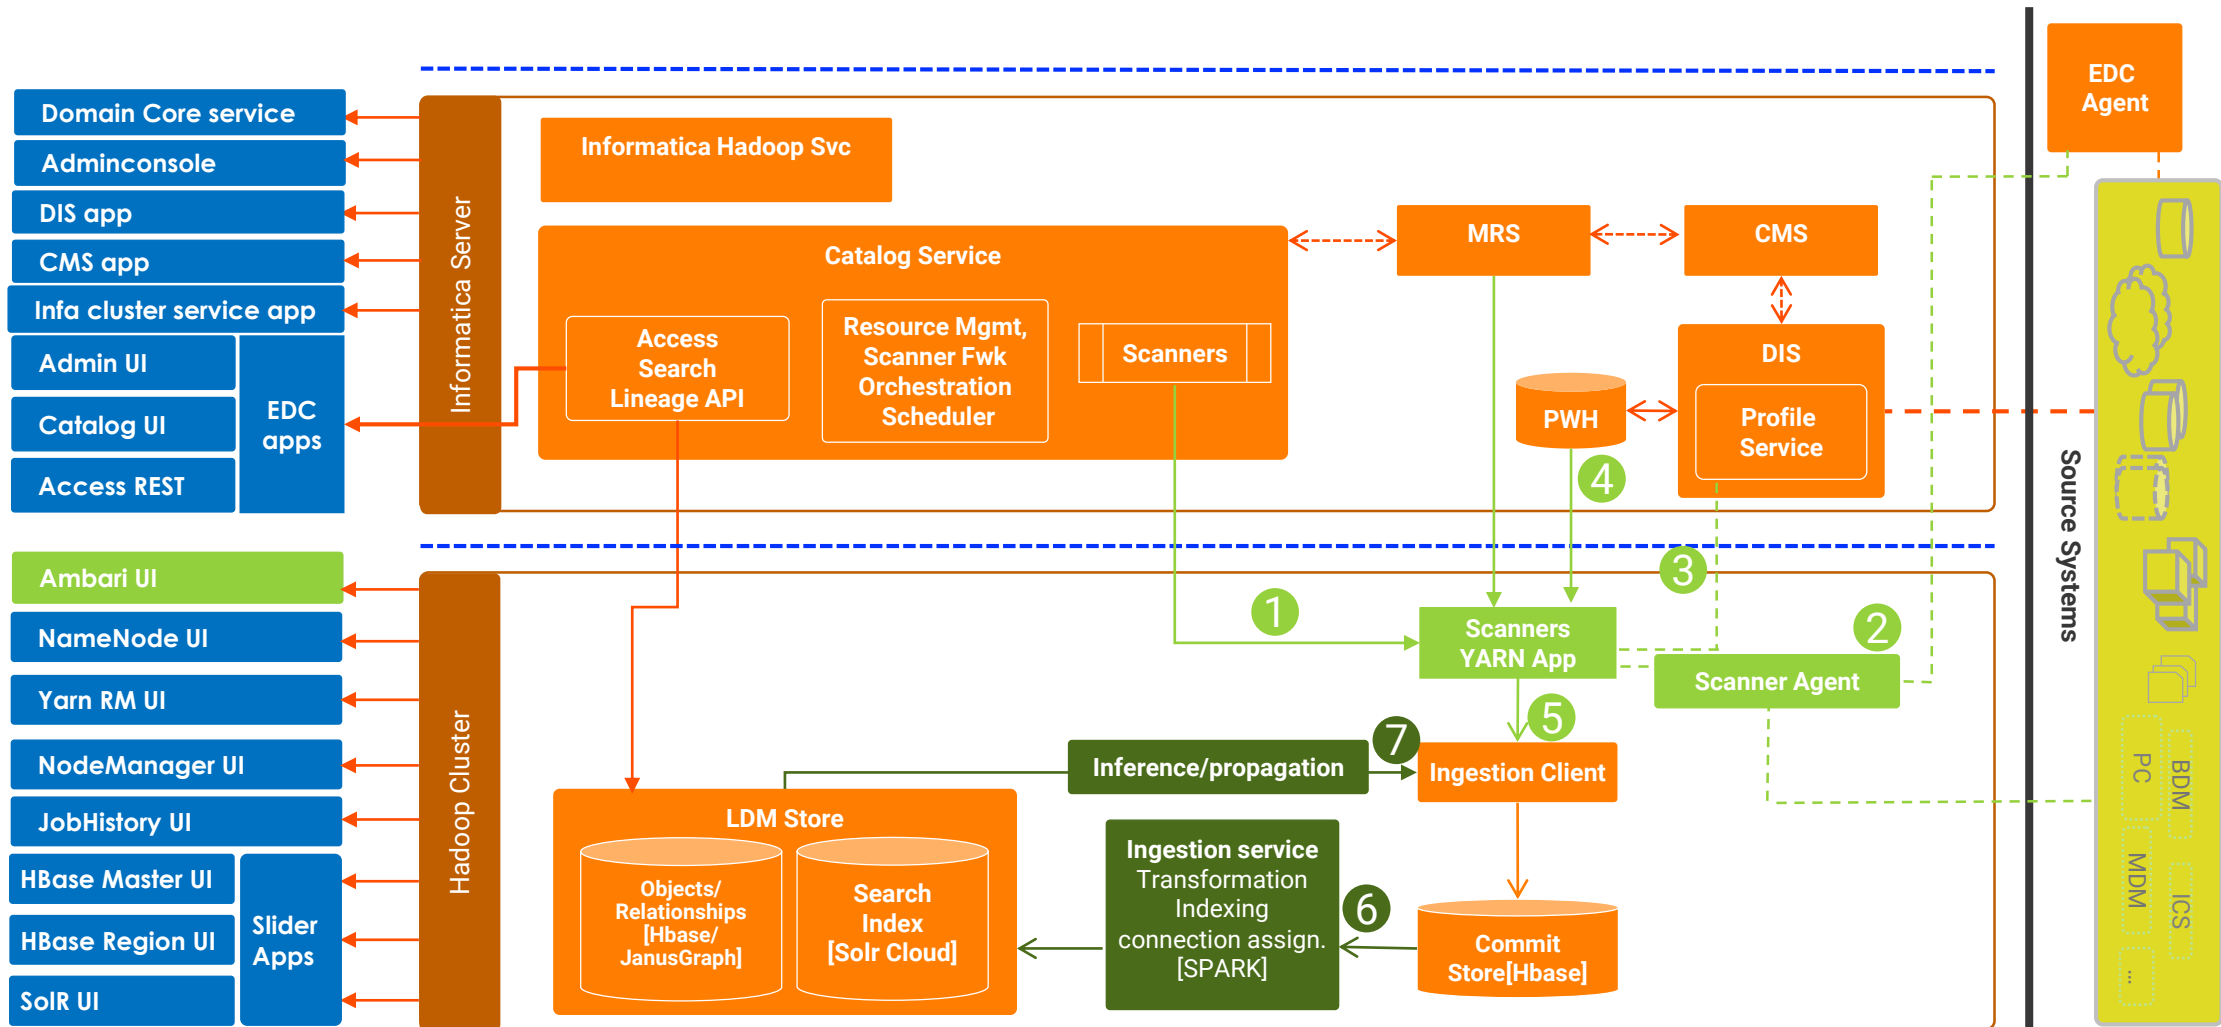 Domain Core service
Adminconsole
DIS app
CMS app
Infa cluster service app
Admin UI
Catalog UI
Access REST
EDC
apps
Ambari UI
NameNode UI
Yarn RM UI
NodeManager UI
JobHistory UI
HBase Master UI
HBase Region UI
SolR UI
Slider
Apps
Informatica Server
Informatica Hadoop Svc
Catalog Service
Access
Search
Lineage API
Resource Mgmt,
Scanner Fwk
Orchestration
Scheduler
Scanners
MRS
CMS
DIS
Profile
Service
PWH
4
3
Hadoop Cluster
1
Scanners
YARN App
2
Scanner Agent
5
7
Inference/propagation
Ingestion Client
LDM Store
Objects/
Relationships
[Hbase/
JanusGraph]
Search
Index
[Solr Cloud]
Ingestion service
Transformation
Indexing
connection assign.
[SPARK]
6
Commit
Store[Hbase]
EDC
Agent
Source Systems
PC
BDM
MDM
ICS
...